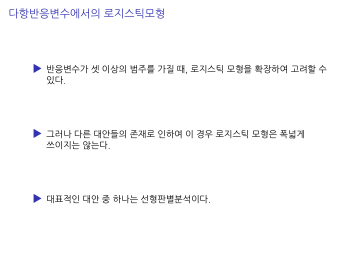 다항반응변수에서의 로지스틱모형
반응변수가 셋 이상의 범주를 가질 때, 로지스틱 모형을 확장하여 고려할 수
있다.
그러나 다른 대안들의 존재로 인하여 이 경우 로지스틱 모형은 폭넓게
쓰이지는 않는다.
대표적인 대안 중 하나는 선형판별분석이다.